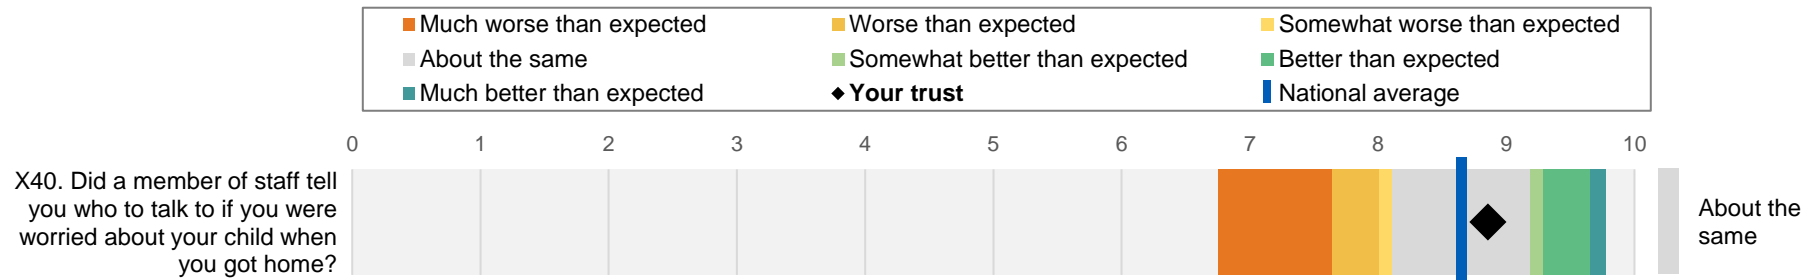 Much worse than expected
Worse than expected
Somewhat worse than expected
About the same
Somewhat better than expected
Better than expected
Much better than expected
Your trust
National average
0 1 2 3 4 5 6 7 8 9 10
X40. Did a member of staff tell
you who to talk to if you were
worried about your child when
you got home?
About the
same